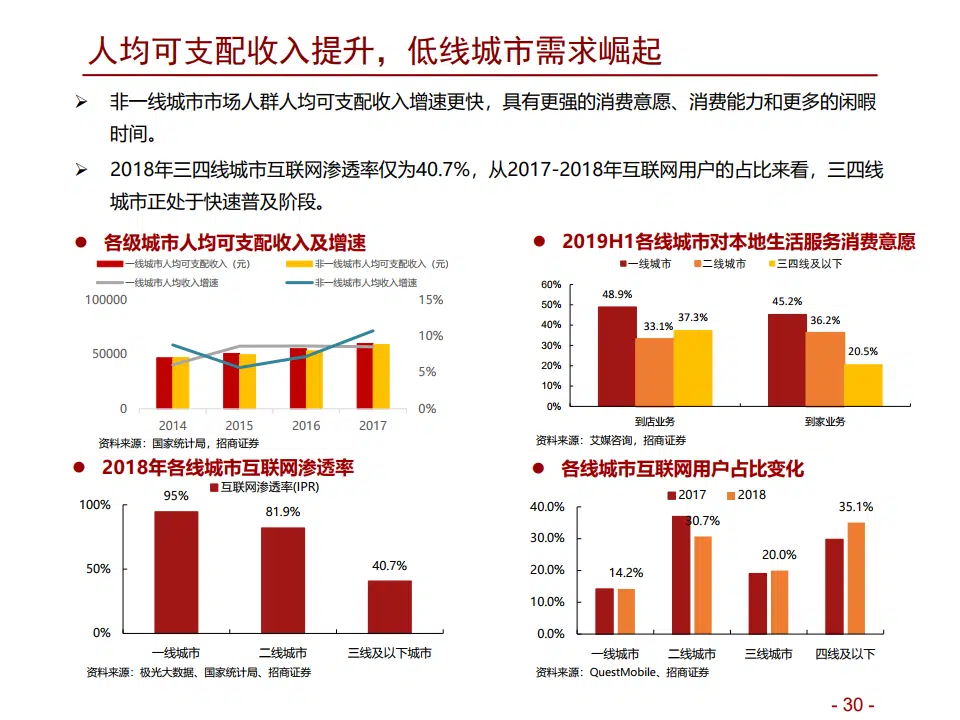 人均可支配收入提升，低线城市需求崛起
➢ 非一线城市市场人群人均可支配收入增速更快，具有更强的消费意愿、消费能力和更多的闲暇
时间。
➢ 2018年三四线城市互联网渗透率仅为40.7%，从2017-2018年互联网用户的占比来看，三四线
城市正处于快速普及阶段。
● 各级城市人均可支配收入及增速
一线城市人均可支配收入（元）
非一线城市人均可支配收入（元）
一线城市人均收入增速
非一线城市人均收入增速
100000
50000
0
15%
10%
5%
0%
2014 2015 2016 2017
资料来源：国家统计局，招商证券
● 2019H1各线城市对本地生活服务消费意愿
一线城市 二线城市 三四线及以下
60%
50%
40%
30%
20%
10%
0%
48.9% 33.1% 37.3%
45.2% 36.2% 20.5%
到店业务 到家业务
资料来源：艾媒咨询，招商证券
● 2018年各线城市互联网渗透率
互联网渗透率(IPR)
100%
50%
0%
95% 81.9% 40.7%
一线城市 二线城市 三线及以下城市
资料来源：极光大数据、国家统计局、招商证券
● 各线城市互联网用户占比变化
2017 2018
40.0%
30.0%
20.0%
10.0%
0.0%
14.2% 30.7% 20.0% 35.1%
一线城市 二线城市 三线城市 四线及以下
资料来源：QuestMobile、招商证券
- 30 -